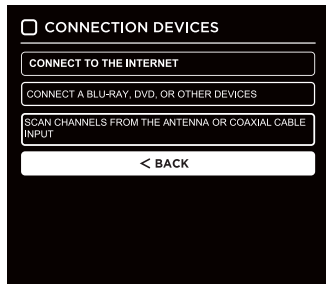 CONNECTION DEVICES
CONNECT TO THE INTERNET
CONNECT A BLU-RAY, DVD, OR OTHER DEVICES
SCAN CHANNELS FROM THE ANTENNA OR COAXIAL CABLE
INPUT
< BACK